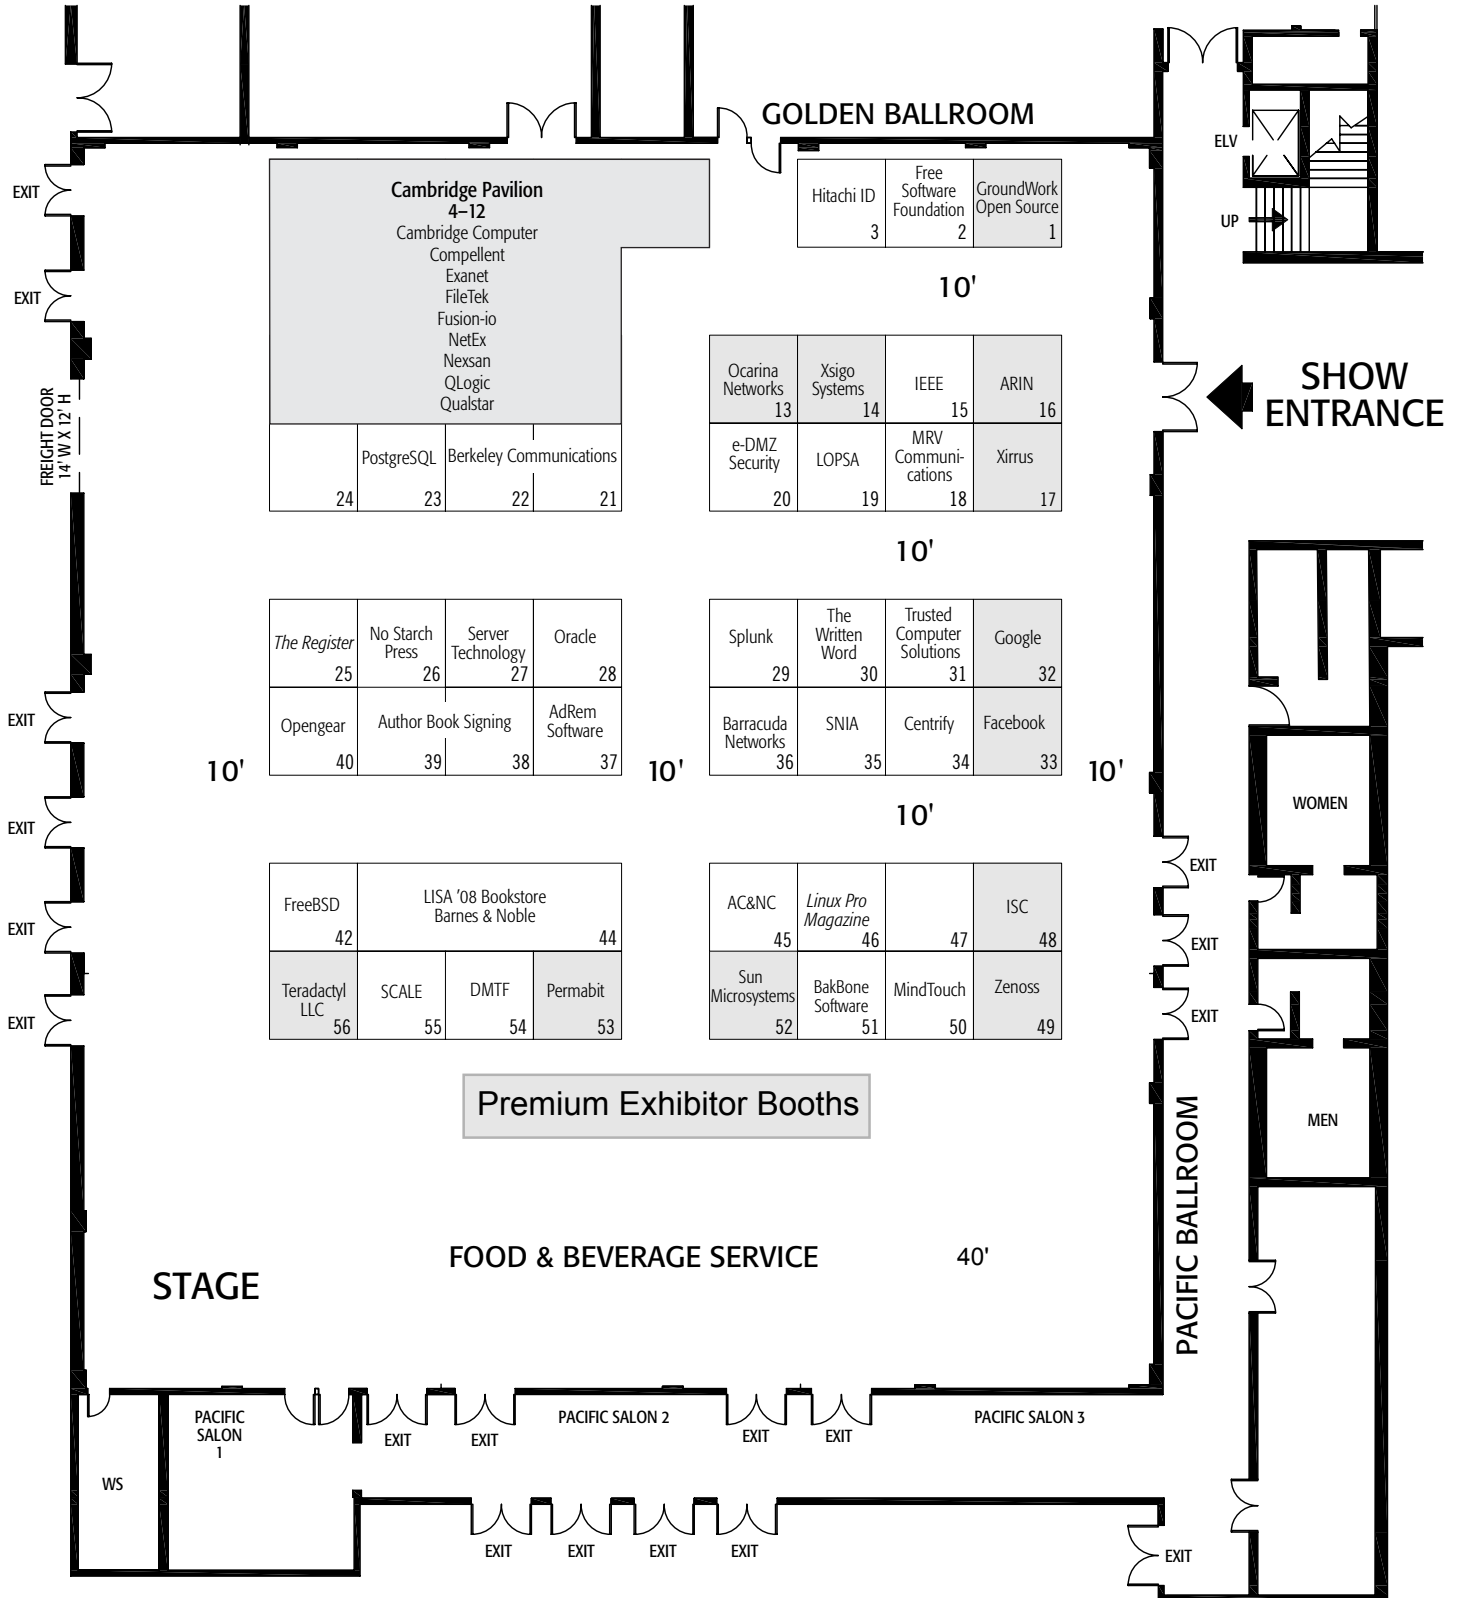 GOLDEN BALLROOM
ELV
UP
EXIT
EXIT
FREIGHT DOOR
14' W X 12' H
Cambridge Pavilion
4–12
Cambridge Computer
Compellent
Exanet
FileTek
Fusion-io
NetEx
Nexsan
QLogic
Qualstar
Hitachi ID
3
Free
Software
Foundation
2
GroundWork
Open Source
1
10'
SHOW
ENTRANCE
Ocarina
Networks
13
Xsigo
Systems
14
IEEE
15
ARIN
16
24
PostgreSQL
23
Berkeley Communications
22
21
e-DMZ
Security
20
LOPSA
19
MRV
Communi-
cations
18
Xirrus
17
10'
The Register
25
No Starch
Press
26
Server
Technology
27
Oracle
28
Splunk
29
The
Written
Word
30
Trusted
Computer
Solutions
31
Google
32
EXIT
Opengear
40
Author Book Signing
39
38
AdRem
Software
37
Barracuda
Networks
36
SNIA
35
Centrify
34
Facebook
33
10'
10'
10'
10'
WOMEN
EXIT
EXIT
FreeBSD
42
LISA '08 Bookstore
Barnes & Noble
44
AC&NC
45
Linux Pro
Magazine
46
47
ISC
48
EXIT
EXIT
Teradactyl
LLC
56
SCALE
55
DMTF
54
Permabit
53
Sun
Microsystems
52
BakBone
Software
51
MindTouch
50
Zenoss
49
EXIT
EXIT
Premium Exhibitor Booths
MEN
PACIFIC BALLROOM
FOOD & BEVERAGE SERVICE
40'
STAGE
PACIFIC
SALON
1
PACIFIC SALON 2
PACIFIC SALON 3
EXIT
EXIT
EXIT
EXIT
WS
EXIT
EXIT
EXIT
EXIT
EXIT